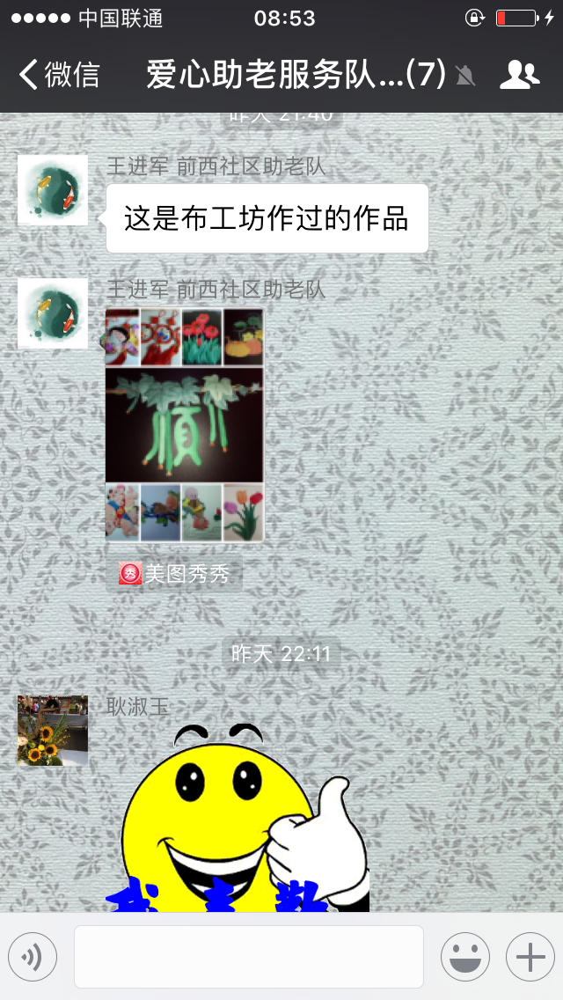 中国联通 08:53
微信 爱心助老服务队...(7)
昨天 21:40
王进军 前西社区助老队
这是布工坊作过的作品
王进军 前西社区助老队
順
秀 美图秀秀
昨天 22:11
耿淑玉